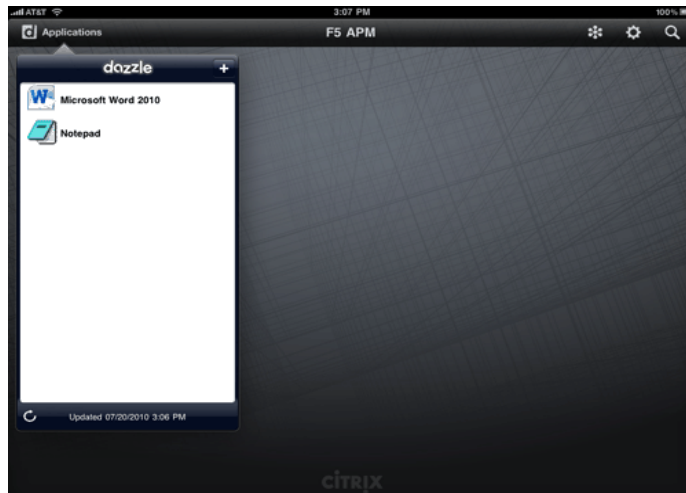 AT&T 3:07 PM 100%
Applications F5 APM
dazzle +
Microsoft Word 2010
Notepad
Updated 07/20/2010 3:06 PM
CITRIX